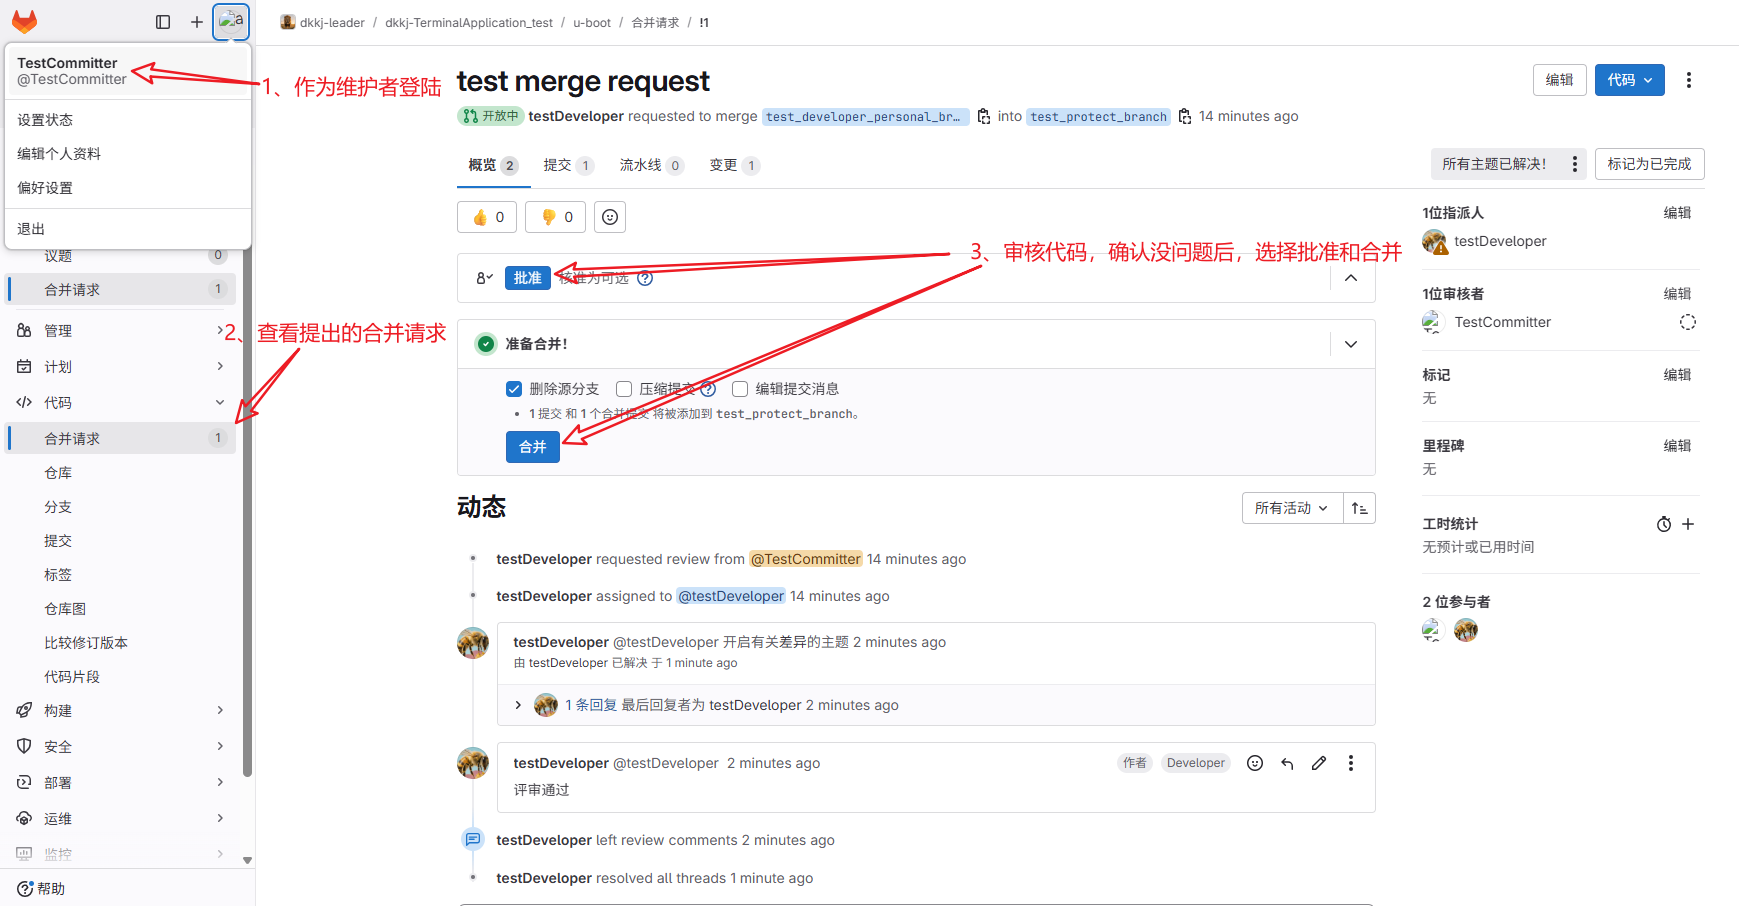 dkkj-leader / dkkj-TerminalApplication_test / u-boot / 合并请求 / !1
TestCommitter
@TestCommitter
设置状态
编辑个人资料
偏好设置
退出
议题 0
合并请求 1
管理
计划
代码
合并请求 1
仓库
分支
提交
标签
仓库图
比较修订版本
代码片段
构建
安全
部署
运维
监控
帮助
1、作为维护者登陆
2、查看提出的合并请求
3、审核代码，确认没问题后，选择批准和合并
test merge request
编辑
代码
开放中 testDeveloper requested to merge test_developer_personal_br… into test_protect_branch 14 minutes ago
概览 2 提交 1 流水线 0 变更 1
所有主题已解决！
标记为已完成
👍 0 👎 0
批准 核准为可选
准备合并！
删除源分支 压缩提交 编辑提交消息
• 1 提交 和 1 个合并提交 将被添加到 test_protect_branch。
合并
动态
所有活动
testDeveloper requested review from @TestCommitter 14 minutes ago
testDeveloper assigned to @testDeveloper 14 minutes ago
testDeveloper @testDeveloper 开启有关差异的主题 2 minutes ago
由 testDeveloper 已解决 于 1 minute ago
1 条回复 最后回复者为 testDeveloper 2 minutes ago
testDeveloper @testDeveloper 2 minutes ago
作者 Developer
评审通过
testDeveloper left review comments 2 minutes ago
testDeveloper resolved all threads 1 minute ago
1位指派人 编辑
testDeveloper
1位审核者 编辑
TestCommitter
标记 编辑
无
里程碑 编辑
无
工时统计
无预计或已用时间
2 位参与者